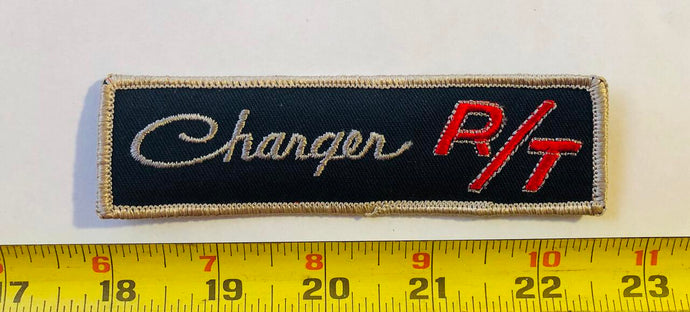 Charger R/T
6 7 8 9 10 11
17 18 19 20 21 22 23